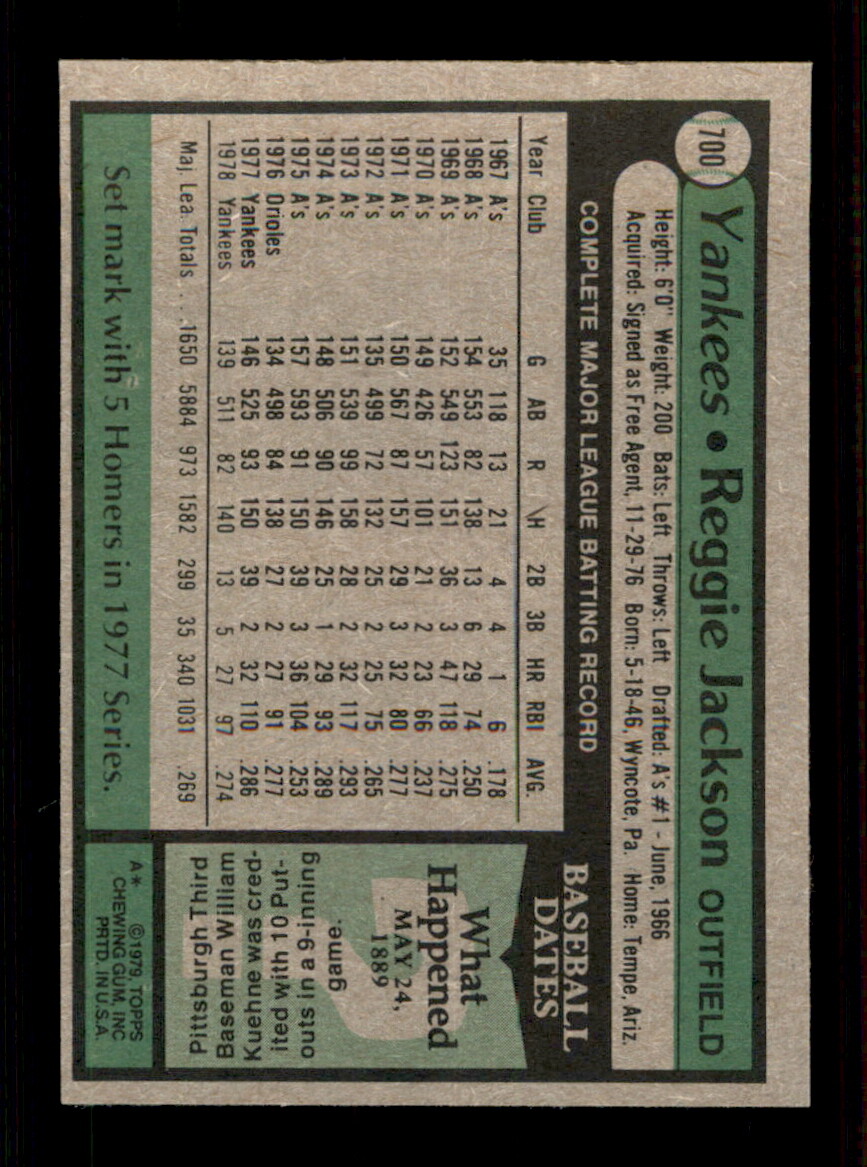 700
Yankees • Reggie Jackson OUTFIELD
Height: 6'0" Weight: 200 Bats: Left Throws: Left Drafted: A's #1 - June, 1966
Acquired: Signed as Free Agent, 11-29-76 Born: 5-18-46, Wyncote, Pa. Home: Tempe, Ariz.
COMPLETE MAJOR LEAGUE BATTING RECORD
Year Club G AB R H 2B 3B HR RBI AVG.
1967 A's 35 118 13 21 4 4 1 6 .178
1968 A's 154 553 82 138 13 6 29 74 .250
1969 A's 152 549 123 151 36 3 47 118 .275
1970 A's 149 426 57 101 21 2 23 66 .237
1971 A's 150 567 87 157 29 3 32 80 .277
1972 A's 135 499 72 132 25 2 25 75 .265
1973 A's 151 539 99 158 28 2 32 117 .293
1974 A's 148 506 90 146 25 1 29 93 .289
1975 A's 157 593 91 150 39 3 36 104 .253
1976 Orioles 134 498 84 138 27 2 27 91 .277
1977 Yankees 146 525 93 150 39 2 32 110 .286
1978 Yankees 139 511 82 140 13 5 27 97 .274
Maj. Lea. Totals . . .1650 5884 973 1582 299 35 340 1031 .269
Set mark with 5 Homers in 1977 Series.
BASEBALL
DATES
What
Happened
MAY 24,
1889
Pittsburgh Third
Baseman William
Kuehne was cred-
ited with 10 Put-
outs in a 9-inning
game.
A* ©1979, TOPPS
CHEWING GUM, INC
PRTD. IN U.S.A.